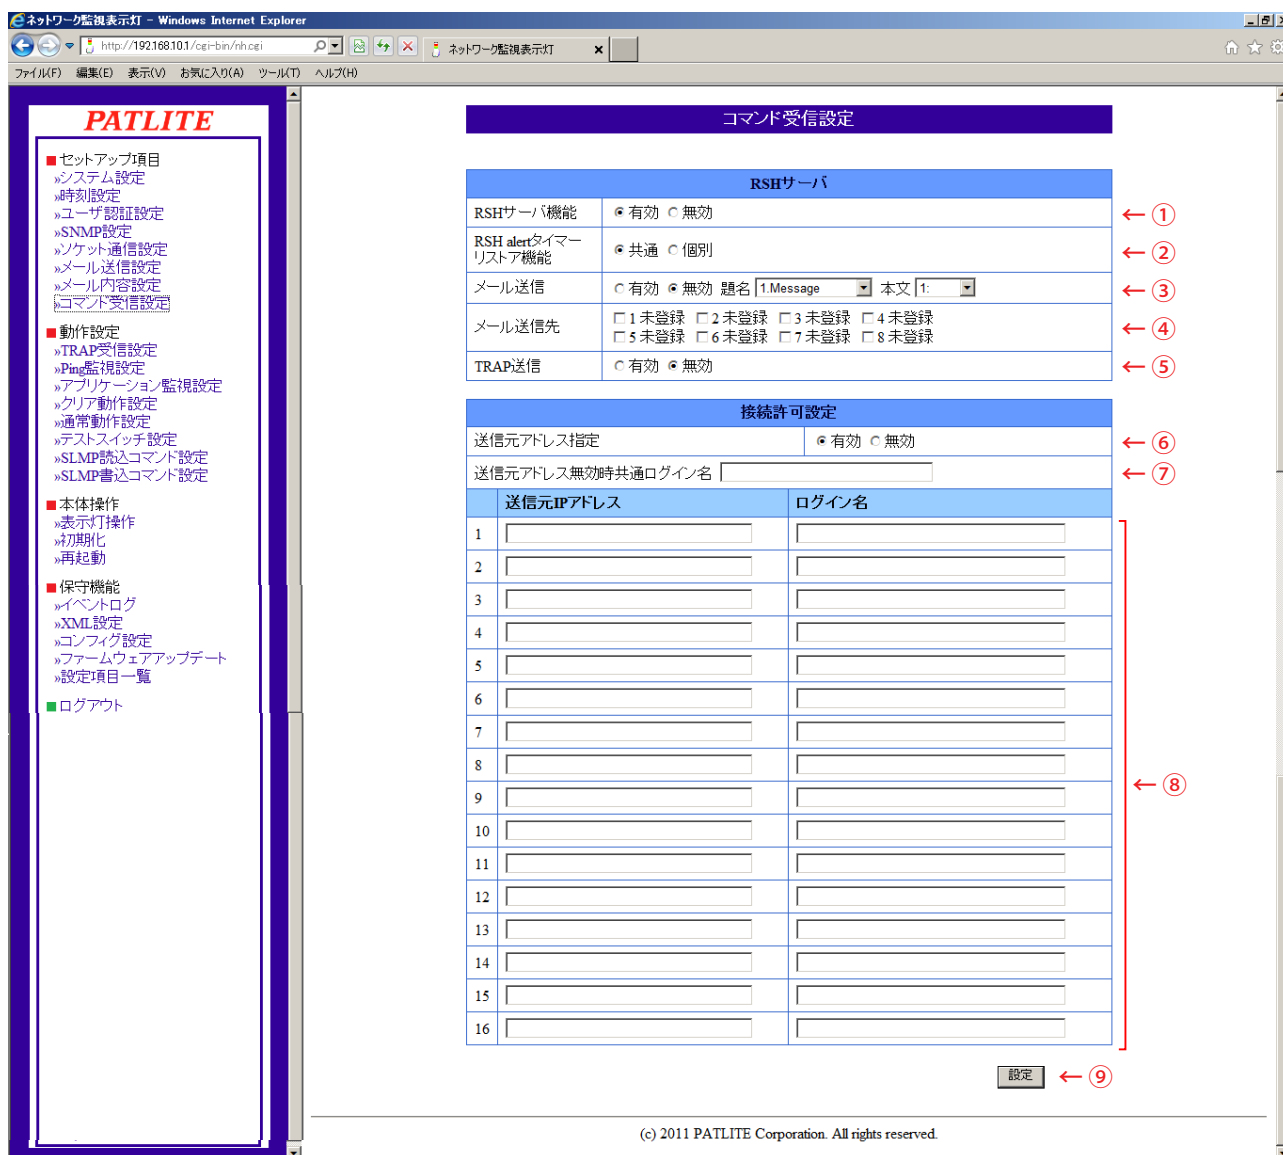 ネットワーク監視表示灯 - Windows Internet Explorer
http://192.168.10.1/cgi-bin/nh.cgi
ネットワーク監視表示灯
ファイル(F) 編集(E) 表示(V) お気に入り(A) ツール(T) ヘルプ(H)
PATLITE
■セットアップ項目
»システム設定
»時刻設定
»ユーザ認証設定
»SNMP設定
»ソケット通信設定
»メール送信設定
»メール内容設定
»コマンド受信設定
■動作設定
»TRAP受信設定
»Ping監視設定
»アプリケーション監視設定
»クリア動作設定
»通常動作設定
»テストスイッチ設定
»SLMP読込コマンド設定
»SLMP書込コマンド設定
■本体操作
»表示灯操作
»初期化
»再起動
■保守機能
»イベントログ
»XML設定
»コンフィグ設定
»ファームウェアアップデート
»設定項目一覧
■ログアウト
コマンド受信設定
RSHサーバ
RSHサーバ機能 有効 無効 ← ①
RSH alertタイマー
リストア機能 共通 個別 ← ②
メール送信 有効 無効 題名 1.Message 本文 1: ← ③
メール送信先 1 未登録 2 未登録 3 未登録 4 未登録
5 未登録 6 未登録 7 未登録 8 未登録 ← ④
TRAP送信 有効 無効 ← ⑤
接続許可設定
送信元アドレス指定 有効 無効 ← ⑥
送信元アドレス無効時共通ログイン名 ← ⑦
送信元IPアドレス ログイン名
1
2
3
4
5
6
7
8
← ⑧
9
10
11
12
13
14
15
16
設定 ← ⑨
(c) 2011 PATLITE Corporation. All rights reserved.